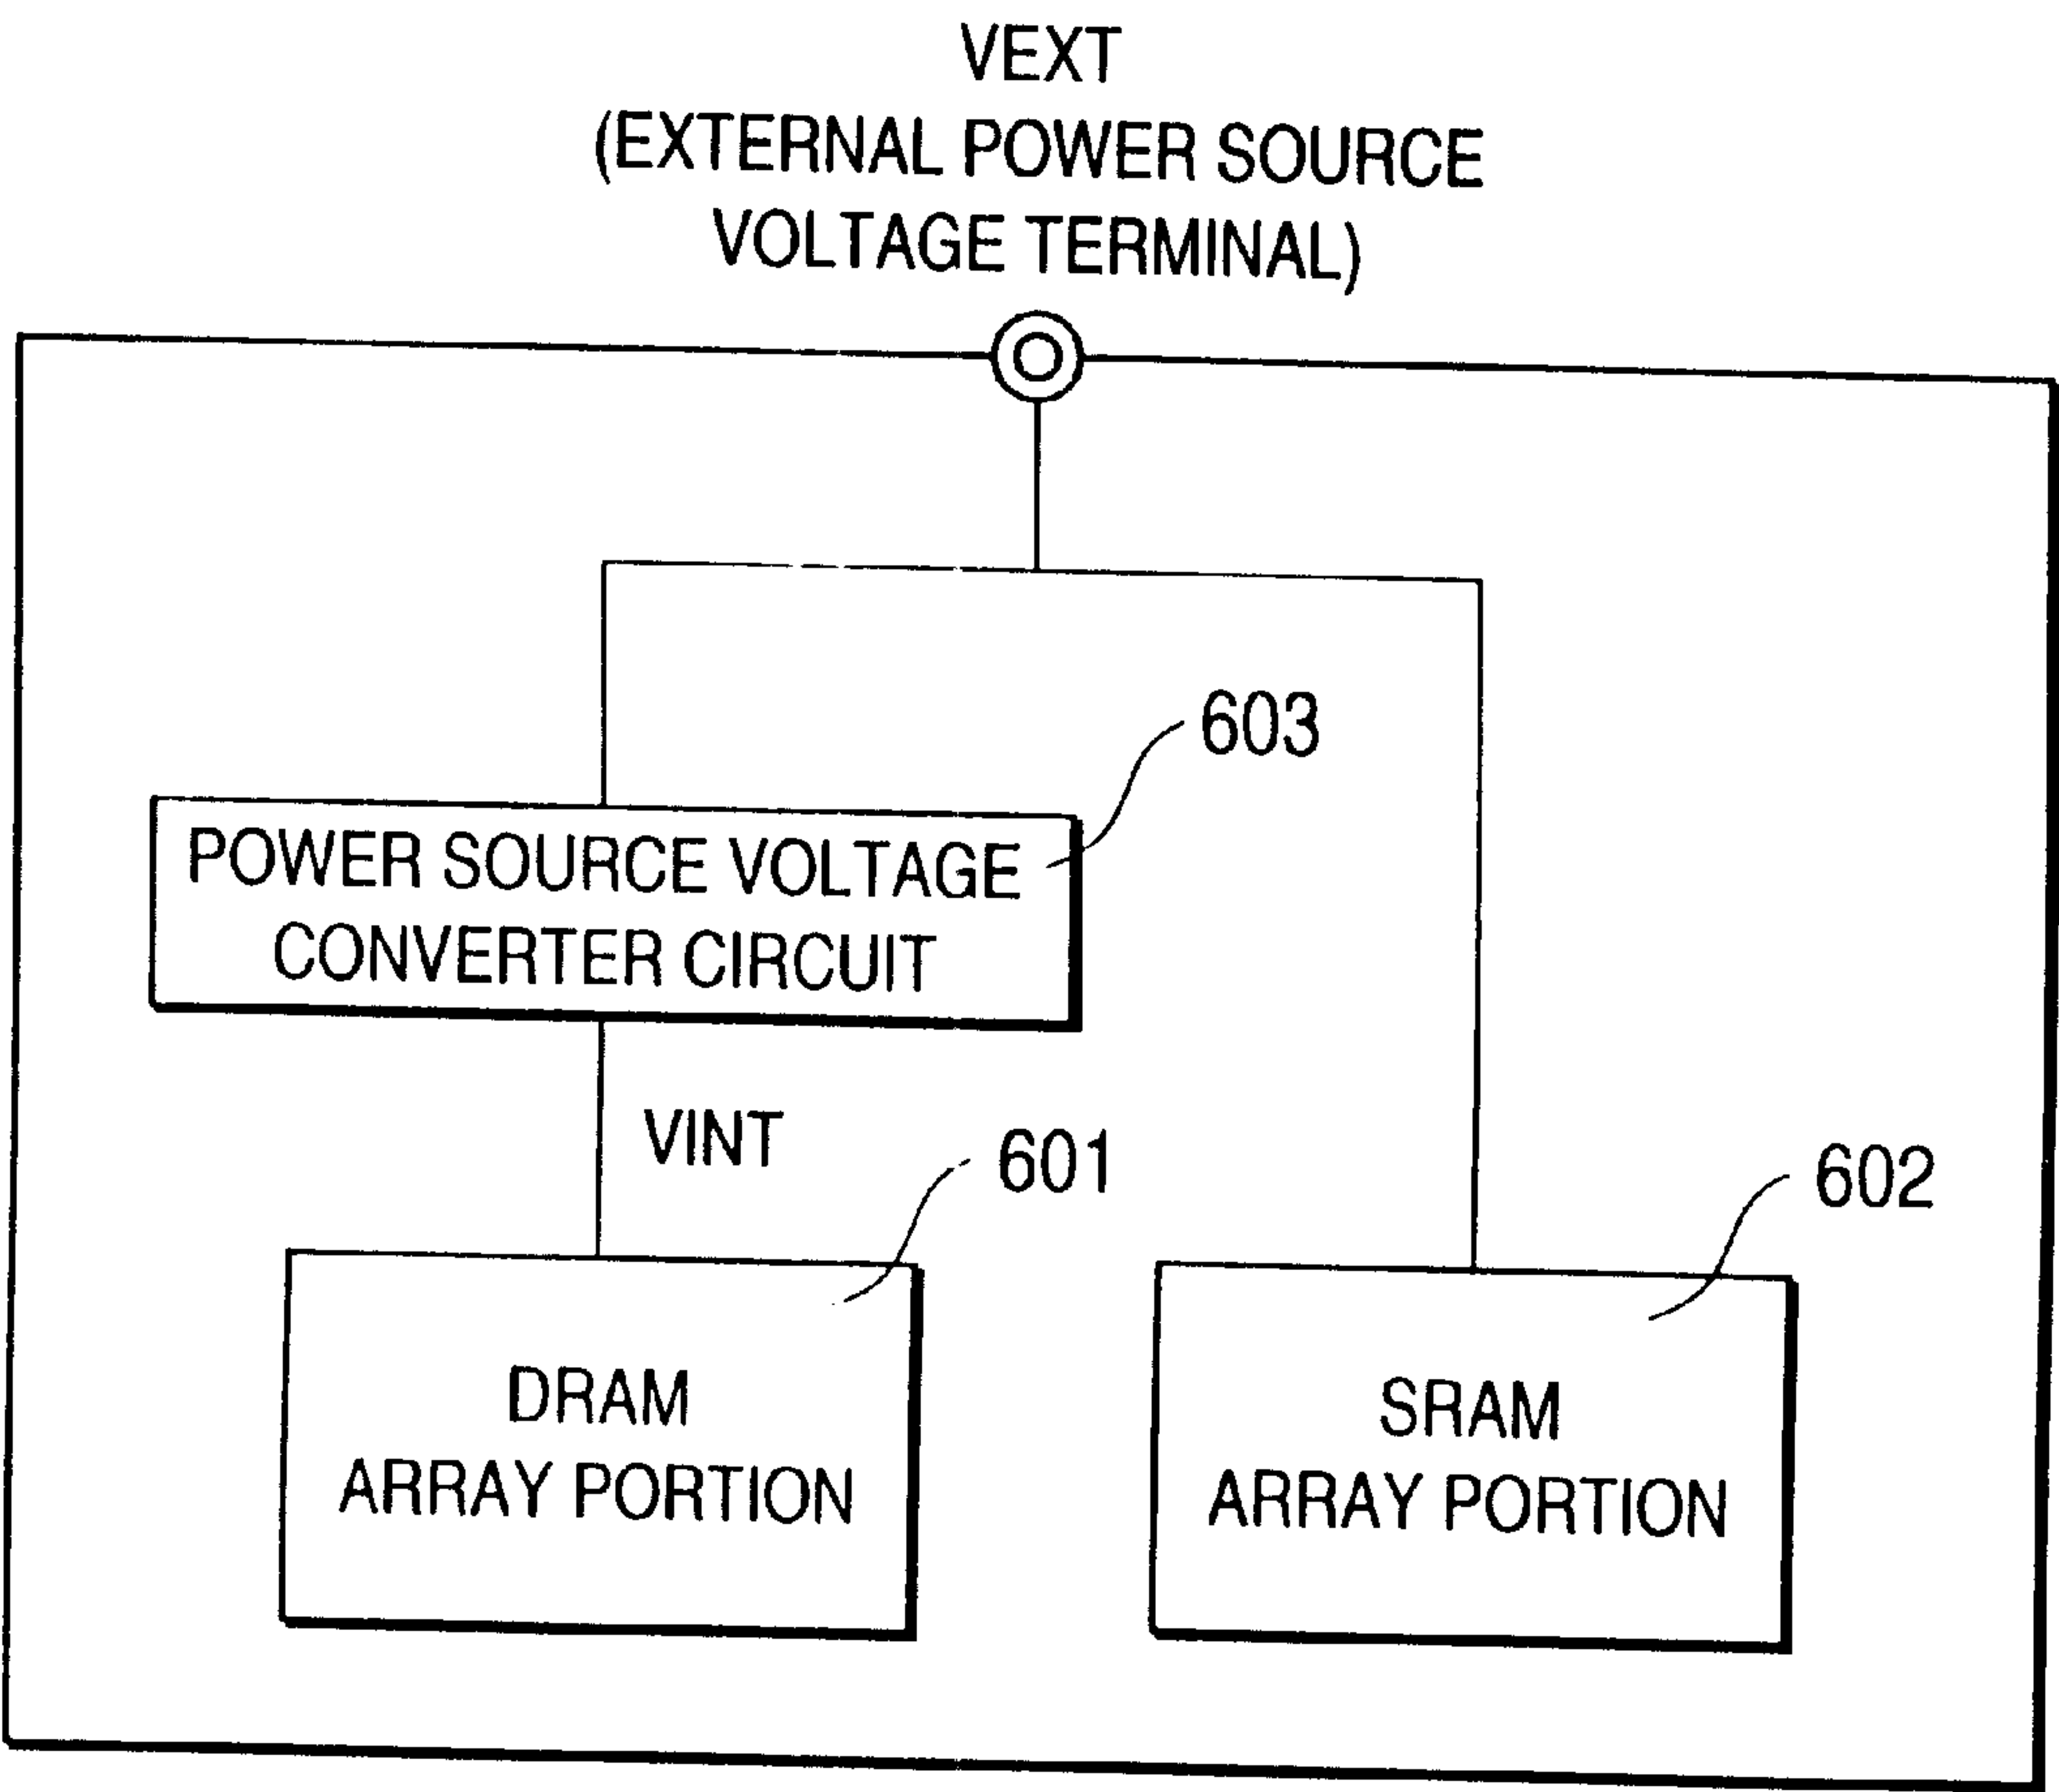 VEXT
(EXTERNAL POWER SOURCE
VOLTAGE TERMINAL)
603
POWER SOURCE VOLTAGE
CONVERTER CIRCUIT
VINT
601
602
DRAM
ARRAY PORTION
SRAM
ARRAY PORTION